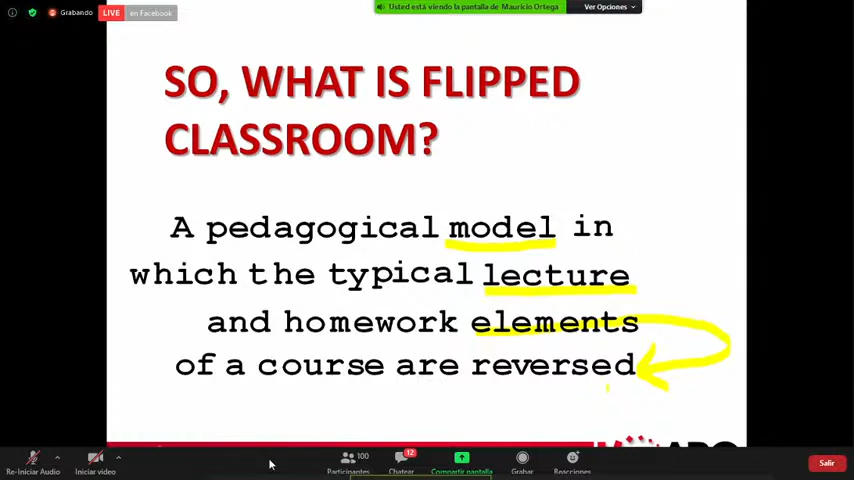 Grabando LIVE en Facebook Usted está viendo la pantalla de Mauricio Ortega Ver Opciones
SO, WHAT IS FLIPPED
CLASSROOM?
A pedagogical model in
which the typical lecture
and homework elements
of a course are reversed
Re-Iniciar Audio Iniciar video Participantes 100 Chatear 12 Compartir pantalla Grabar Reacciones Salir